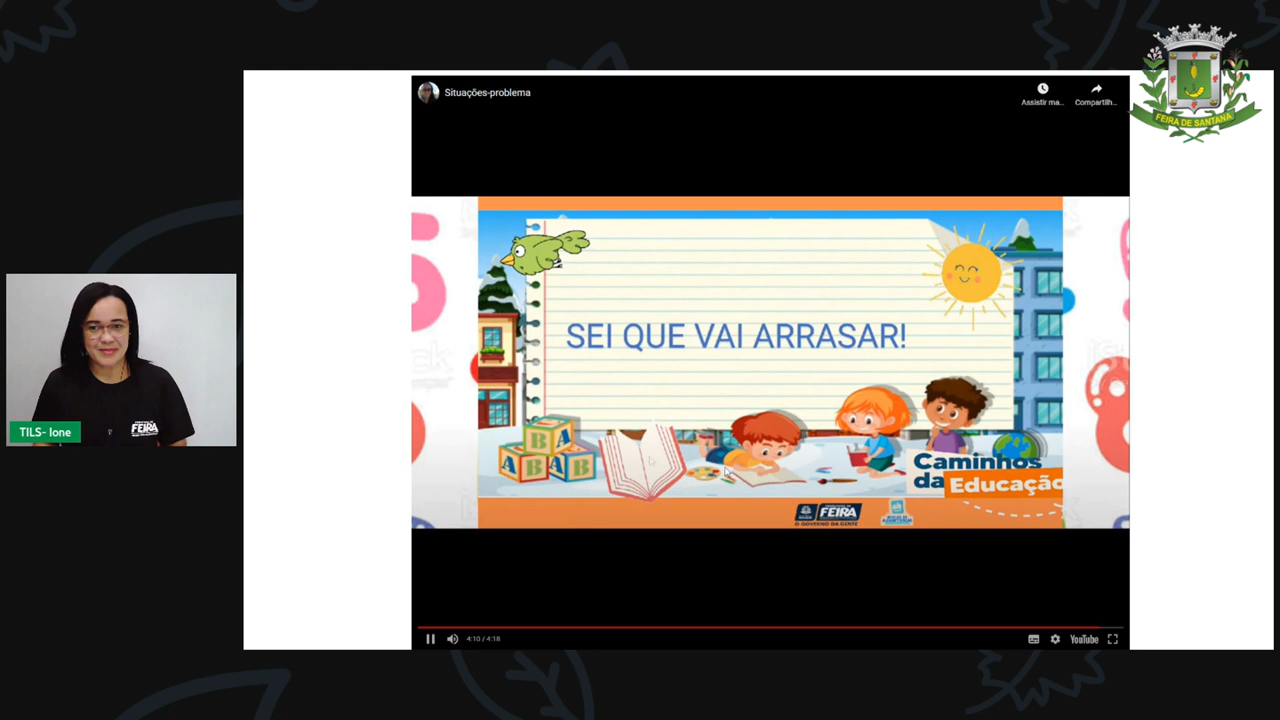 Situações-problema
Assistir ma...
Compartilh...
FEIRA DE SANTANA
SEI QUE VAI ARRASAR!
B A
A B A B
Caminhos
da Educação
FEIRA
O GOVERNO DA GENTE
TILS- Ione
FEIRA
4:10 / 4:18
YouTube